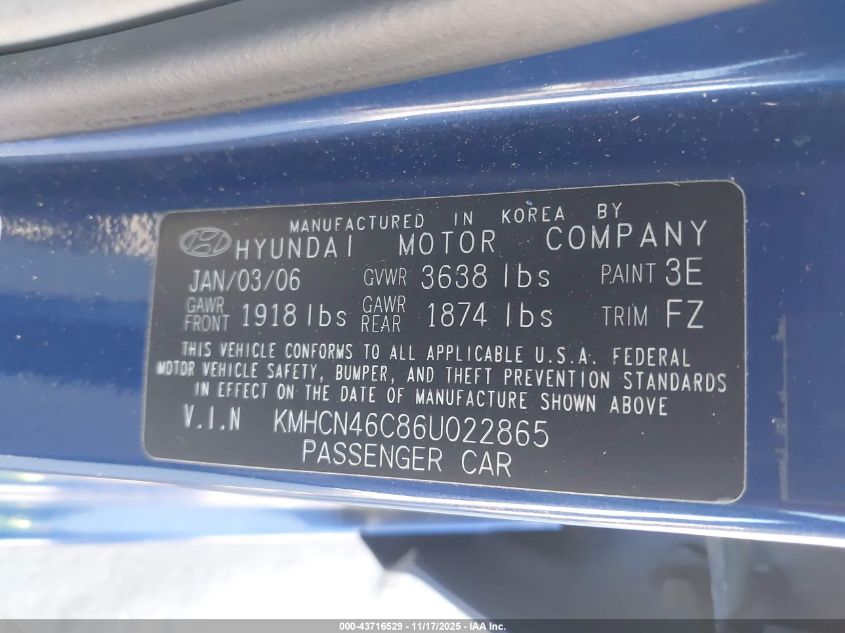 MANUFACTURED IN KOREA BY
HYUNDAI MOTOR COMPANY
JAN/03/06 GVWR 3638 lbs PAINT 3E
GAWR FRONT 1918 lbs GAWR REAR 1874 lbs TRIM FZ
THIS VEHICLE CONFORMS TO ALL APPLICABLE U.S.A. FEDERAL
MOTOR VEHICLE SAFETY, BUMPER, AND THEFT PREVENTION STANDARDS
IN EFFECT ON THE DATE OF MANUFACTURE SHOWN ABOVE
V.I.N KMHCN46C86U022865
PASSENGER CAR
000-43716529 - 11/17/2025 - iaai.com